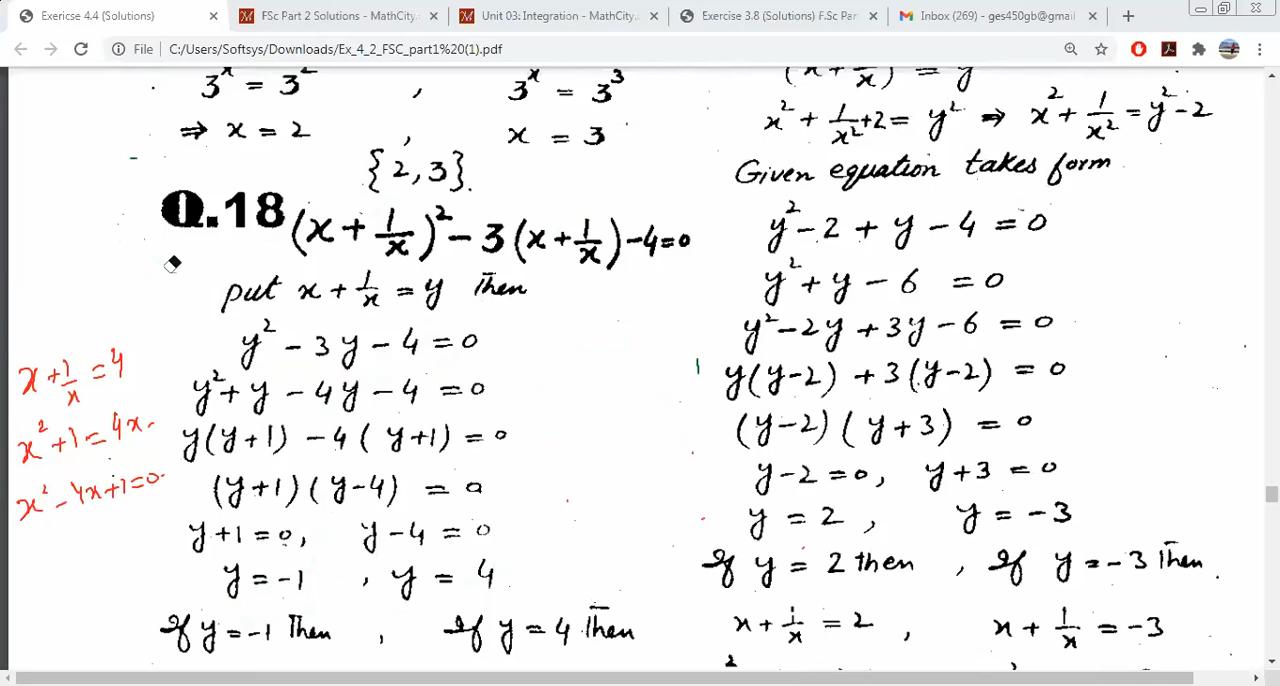 Exericse 4.4 (Solutions)
FSc Part 2 Solutions - MathCity.
Unit 03: Integration - MathCity.
Exercise 3.8 (Solutions) F.Sc Par
Inbox (269) - ges450gb@gmail
File
C:/Users/Softsys/Downloads/Ex_4_2_FSC_part1%20(1).pdf
3^x = 3^2 , 3^x = 3^3
⇒ x = 2 , x = 3
{2,3}.
Q.18 (x + 1/x)^2 - 3(x + 1/x) - 4 = 0
put x + 1/x = y Then
y^2 - 3y - 4 = 0
y^2 + y - 4y - 4 = 0
y(y+1) - 4(y+1) = 0
(y+1)(y-4) = 0
y+1 = 0, y-4 = 0
y = -1 , y = 4
If y = -1 Then , If y = 4 Then
x + 1/x = 4
x^2 + 1 = 4x.
x^2 - 4x + 1 = 0.
(x + 1/x) = y
x^2 + 1/x^2 + 2 = y^2 ⇒ x^2 + 1/x^2 = y^2 - 2
Given equation takes form
y^2 - 2 + y - 4 = 0
y^2 + y - 6 = 0
y^2 - 2y + 3y - 6 = 0
y(y-2) + 3(y-2) = 0
(y-2)(y+3) = 0
y-2 = 0, y+3 = 0
y = 2 , y = -3
If y = 2 then , If y = -3 Then.
x + 1/x = 2 , x + 1/x = -3